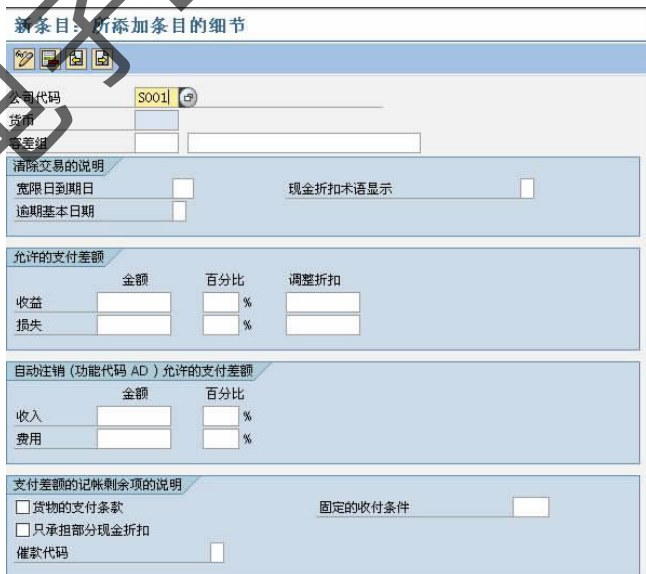 新条目：所添加条目的细节
公司代码 S001
货币
容差组
清除交易的说明
宽限日到期日 现金折扣术语显示
逾期基本日期
允许的支付差额
金额 百分比 调整折扣
收益 %
损失 %
自动注销 (功能代码 AD ) 允许的支付差额
金额 百分比
收入 %
费用 %
支付差额的记帐剩余项的说明
货物的支付条款 固定的收付条件
只承担部分现金折扣
催款代码